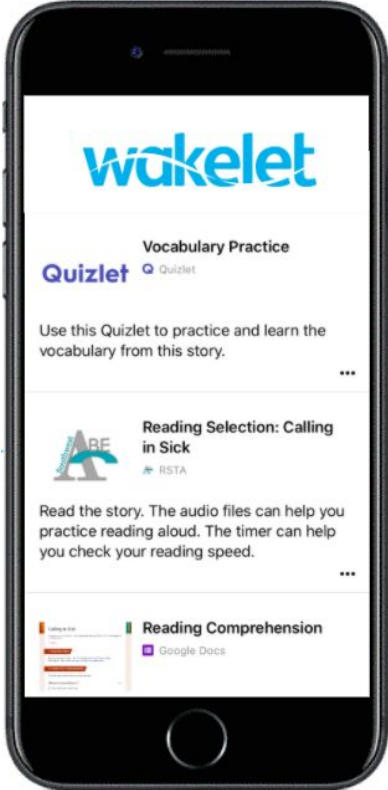 wakelet
Vocabulary Practice
Quizlet
Q Quizlet
Use this Quizlet to practice and learn the
vocabulary from this story.
Reading Selection: Calling
in Sick
Southwest ABE
RSTA
Read the story. The audio files can help you
practice reading aloud. The timer can help
you check your reading speed.
Calling in Sick
Reading Comprehension
Google Docs